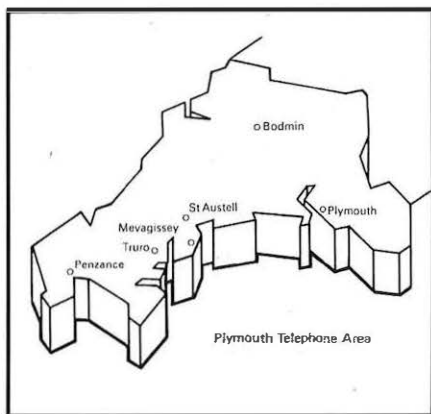 Bodmin
St Austell
Mevagissey
Plymouth
Truro
Penzance
Plymouth Telephone Area